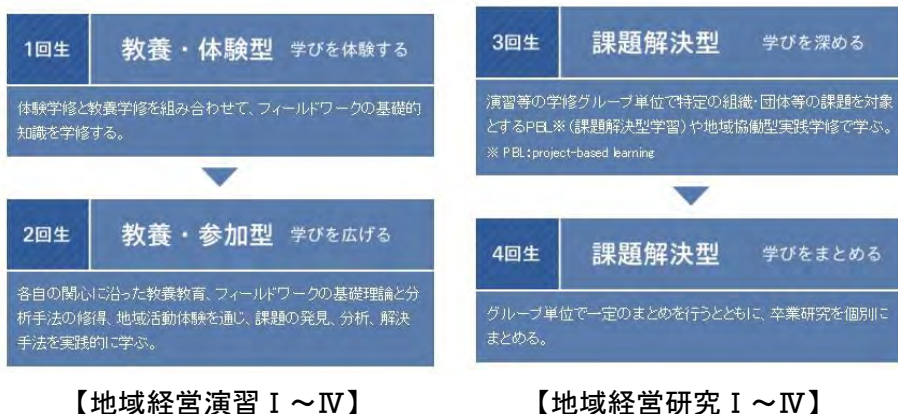 1回生 教養・体験型 学びを体験する
体験学修と教養学修を組み合わせて、フィールドワークの基礎的
知識を学修する。
2回生 教養・参加型 学びを広げる
各自の関心に沿った教養教育、フィールドワークの基礎理論と分
析手法の修得、地域活動体験を通じ、課題の発見、分析、解決
手法を実践的に学ぶ。
【地域経営演習Ⅰ～Ⅳ】
3回生 課題解決型 学びを深める
演習等の学修グループ単位で特定の組織・団体等の課題を対象
とするPBL※(課題解決型学習)や地域協働型実践学修で学ぶ。
※ PBL:project-based learning
4回生 課題解決型 学びをまとめる
グループ単位で一定のまとめを行うとともに、卒業研究を個別に
まとめる。
【地域経営研究Ⅰ～Ⅳ】